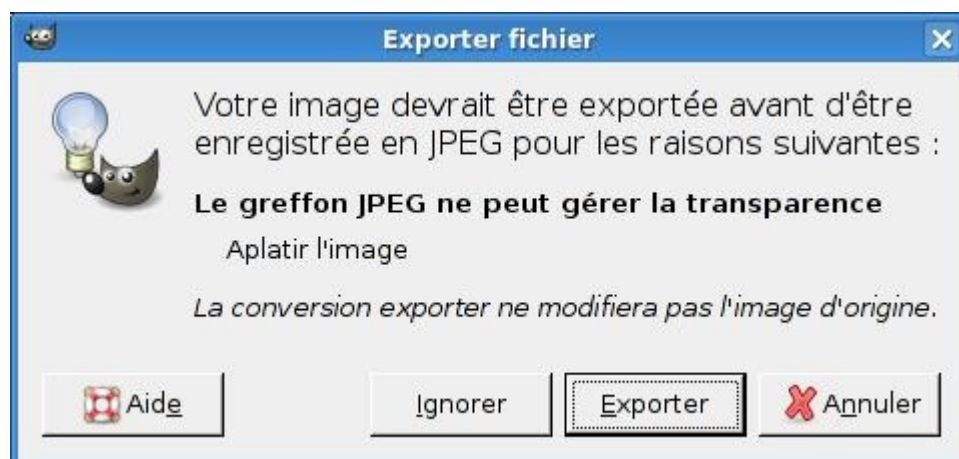 Exporter fichier
Votre image devrait être exportée avant d'être
enregistrée en JPEG pour les raisons suivantes :
Le greffon JPEG ne peut gérer la transparence
Aplatir l'image
La conversion exporter ne modifiera pas l'image d'origine.
Aide
Ignorer
Exporter
Annuler